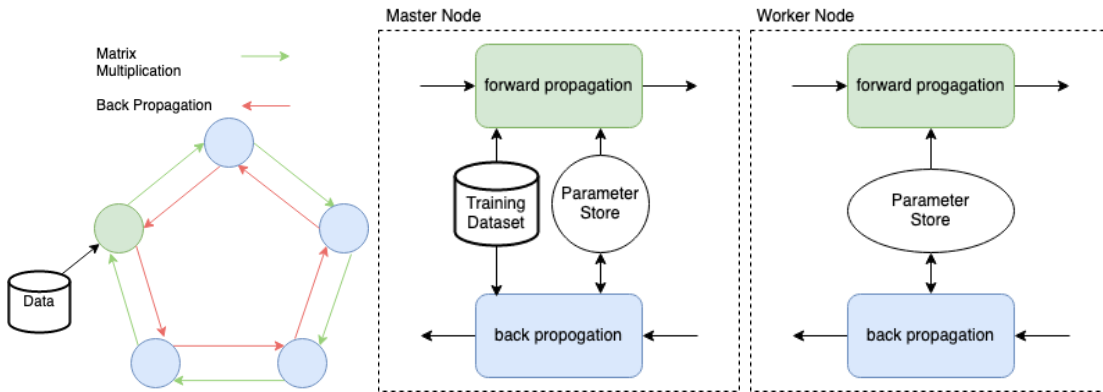 Matrix
Multiplication
Back Propagation
Data
Master Node
forward propagation
Training
Dataset
Parameter
Store
back propogation
Worker Node
forward progagation
Parameter
Store
back propagation